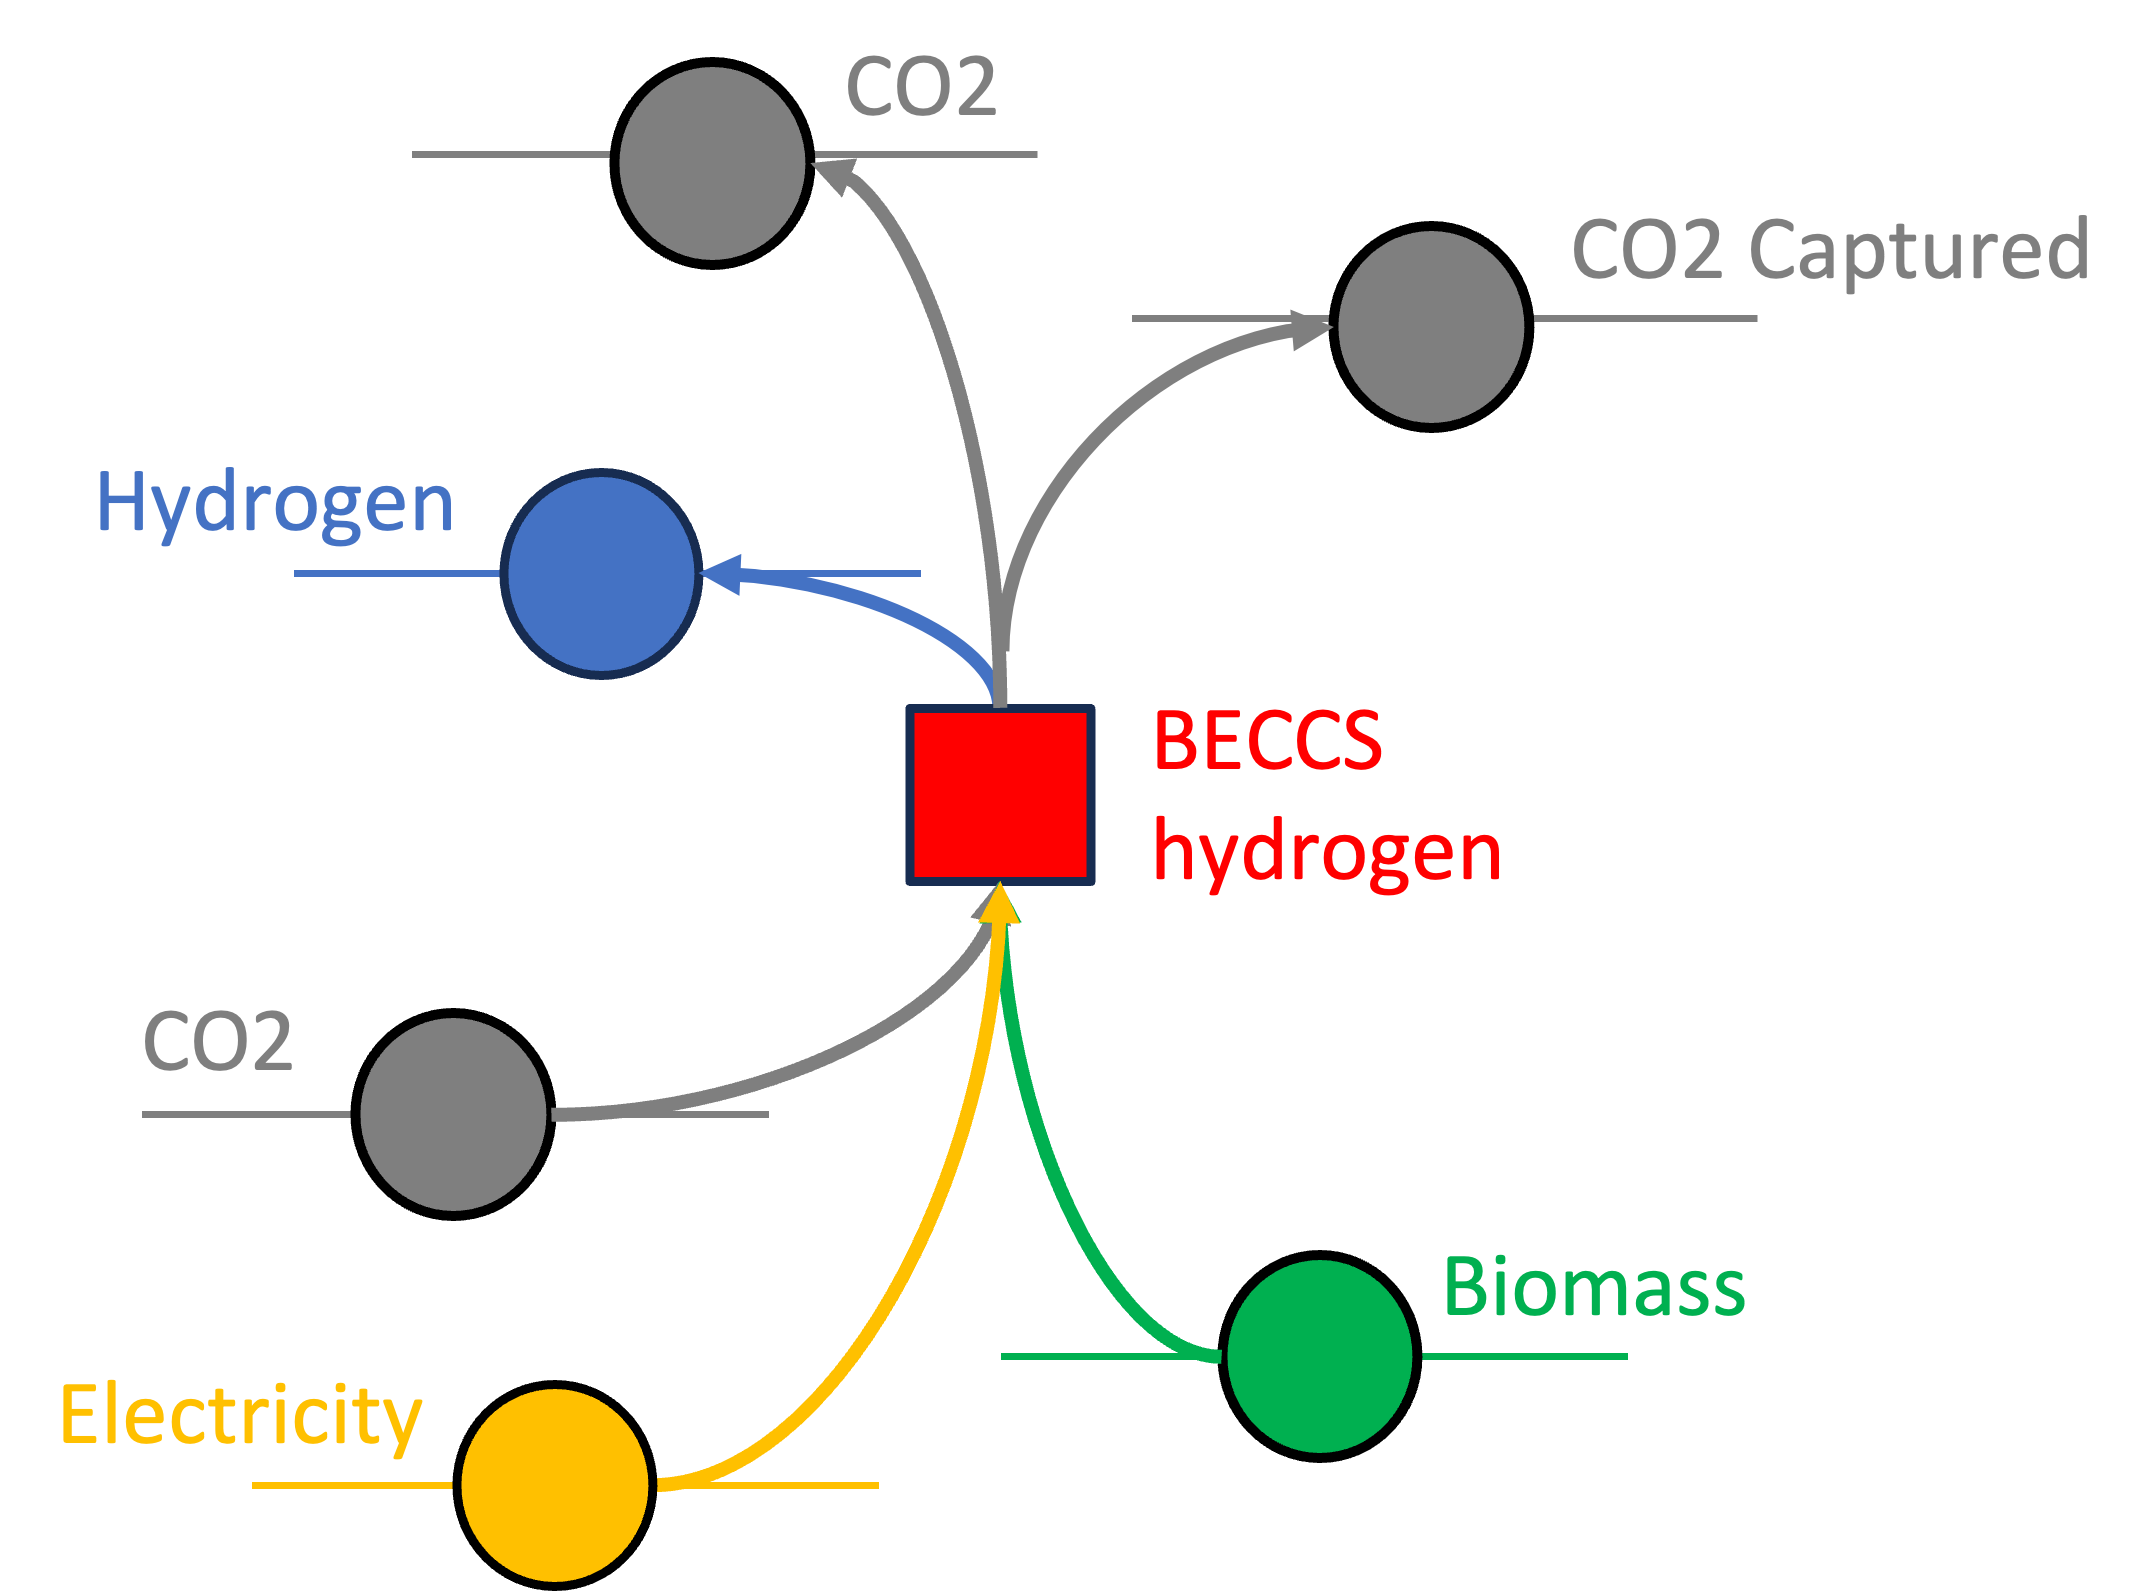 CO2
CO2 Captured
Hydrogen
BECCS
hydrogen
CO2
Biomass
Electricity